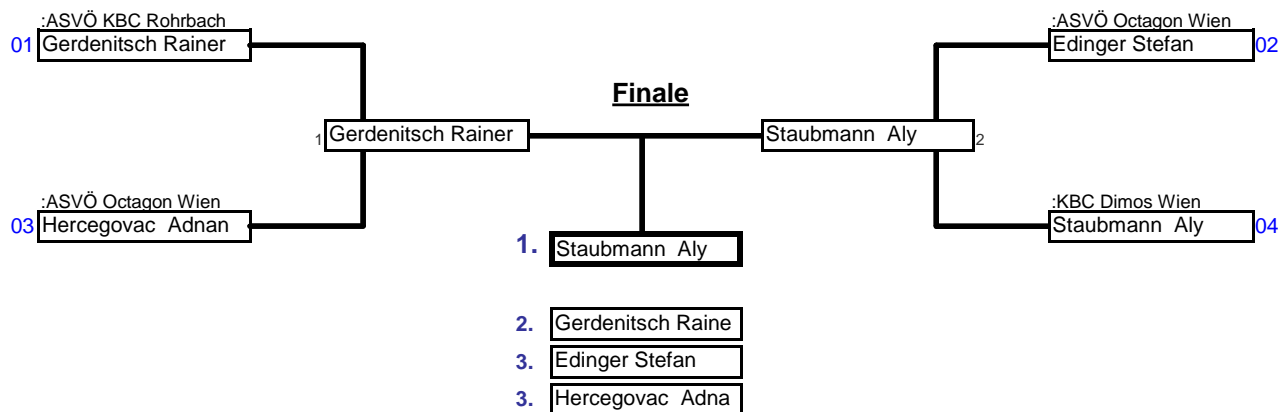 :ASVÖ KBC Rohrbach
01 Gerdenitsch Rainer
:ASVÖ Octagon Wien
Edinger Stefan 02
Finale
1 Gerdenitsch Rainer
Staubmann Aly 2
:ASVÖ Octagon Wien
03 Hercegovac Adnan
:KBC Dimos Wien
Staubmann Aly 04
1. Staubmann Aly
2. Gerdenitsch Raine
3. Edinger Stefan
3. Hercegovac Adna